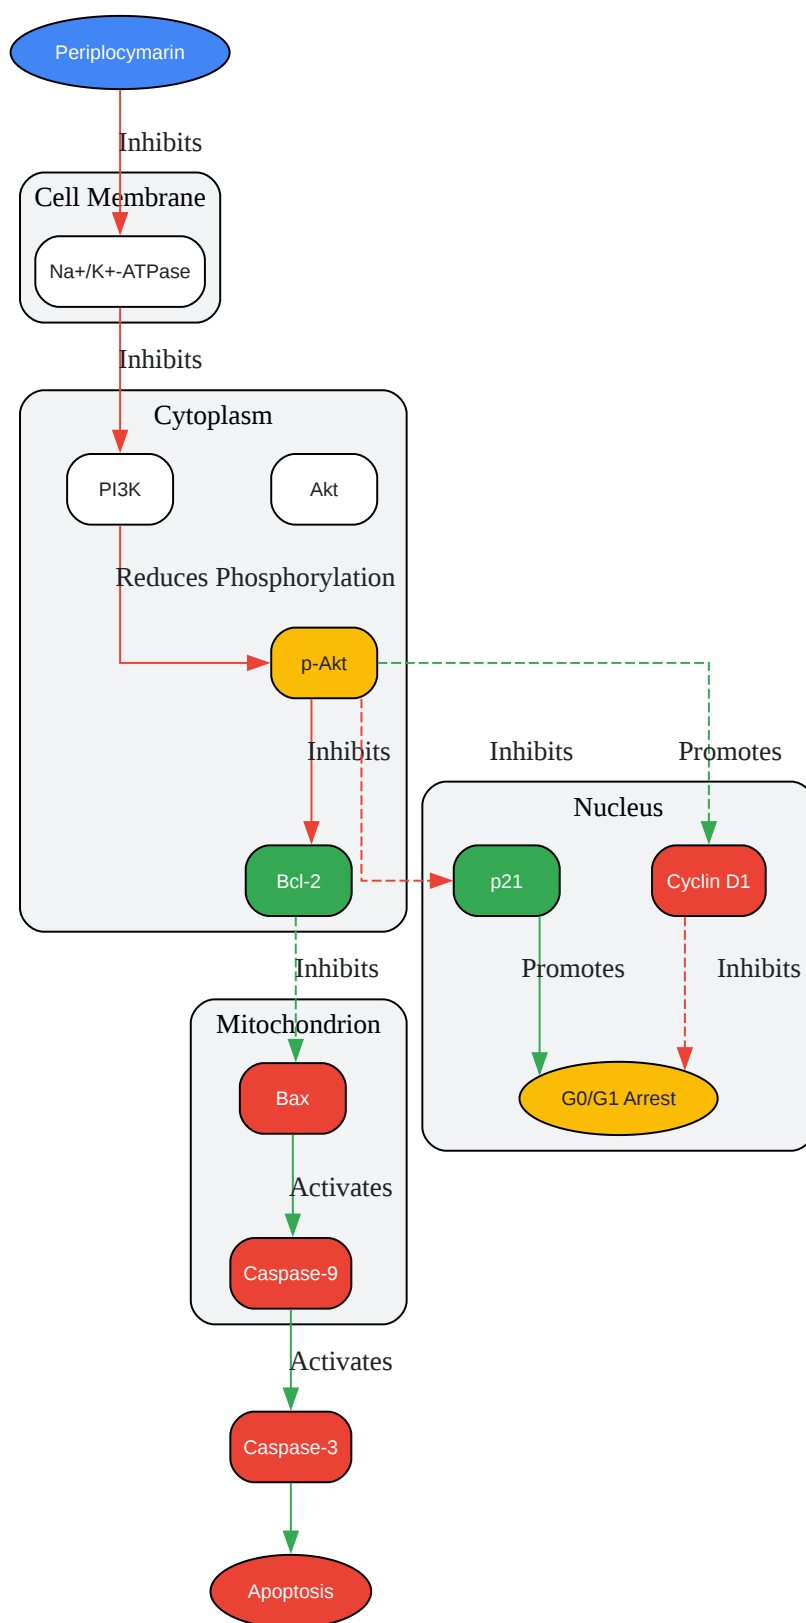 Periplocymarin
Inhibits
Cell Membrane
Na+/K+-ATPase
Inhibits
Cytoplasm
PI3K
Akt
Reduces Phosphorylation
p-Akt
Inhibits
Inhibits
Promotes
Nucleus
Bcl-2
p21
Cyclin D1
Inhibits
Promotes
Inhibits
Mitochondrion
Bax
G0/G1 Arrest
Activates
Caspase-9
Activates
Caspase-3
Apoptosis